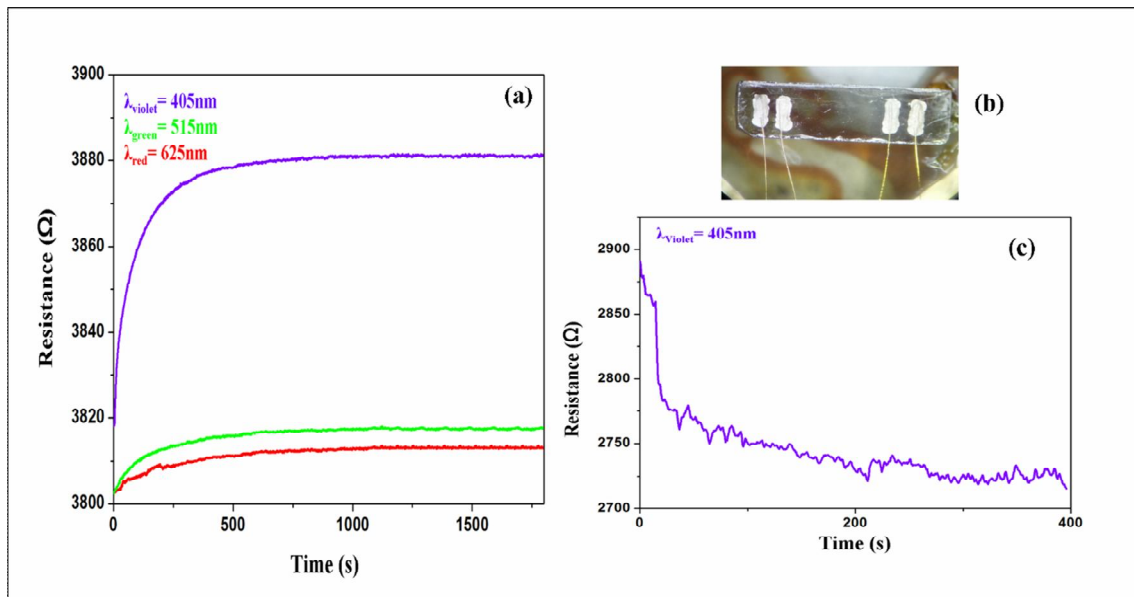 (a)
λviolet= 405nm
λgreen= 515nm
λred= 625nm
3900
3880
3860
3840
3820
3800
Resistance (Ω)
0
500
1000
1500
Time (s)
(b)
(c)
λViolet= 405nm
2900
2850
2800
2750
2700
Resistance (Ω)
0
200
400
Time (s)